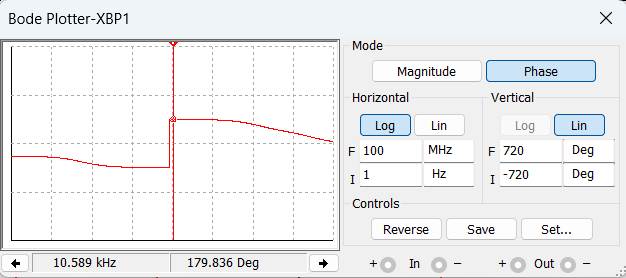 Bode Plotter-XBP1
Mode
Magnitude Phase
Horizontal Vertical
Log Lin Log Lin
F 100 MHz F 720 Deg
I 1 Hz I -720 Deg
Controls
Reverse Save Set...
10.589 kHz 179.836 Deg
+ In − + Out −